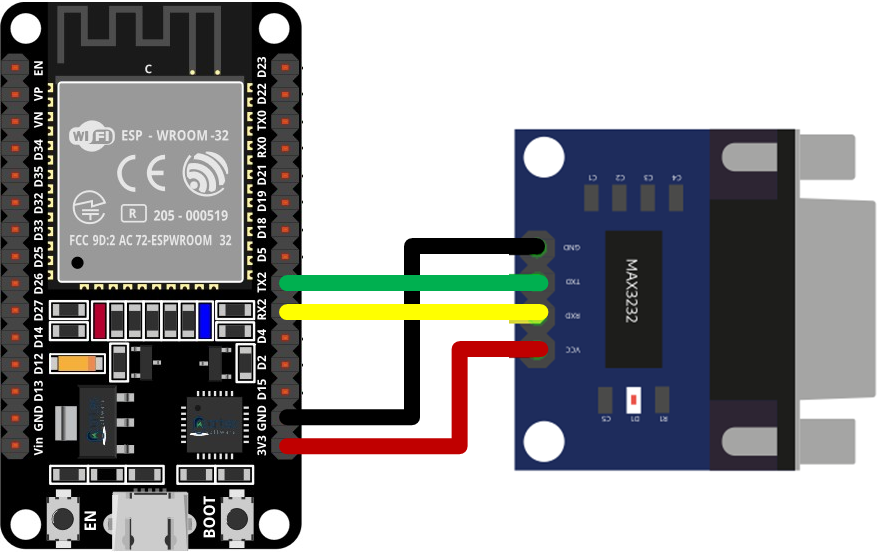 C
EN
VP
VN
D34
D35
D32
D33
D25
D26
D27
D14
D12
D13
GND
Vin
WiFi
ESP - WROOM -32
CE
R
205 - 000519
FCC 9D:2 AC 72-ESPWROOM 32
D23
D22
TX0
RX0
D21
D19
D18
D5
TX2
RX2
D4
D2
D15
GND
3V3
EN
BOOT
C1
C2
C3
C4
GND
TXD
RXD
VCC
MAX3232
C5
D1
R1